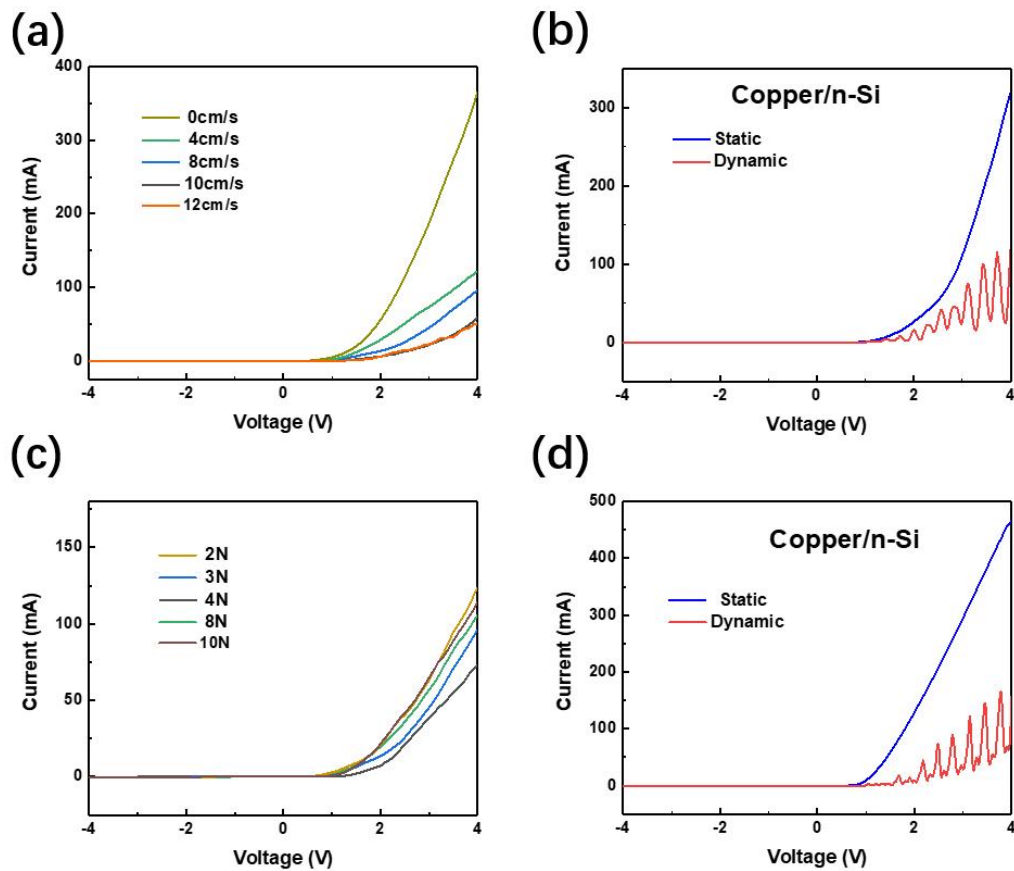 (a)
400
300
200
100
0
-4
-2
0
2
4
Current (mA)
Voltage (V)
0cm/s
4cm/s
8cm/s
10cm/s
12cm/s
(b)
Copper/n-Si
Static
Dynamic
300
200
100
0
-4
-2
0
2
4
Current (mA)
Voltage (V)
(c)
150
100
50
0
-4
-2
0
2
4
Current (mA)
Voltage (V)
2N
3N
4N
8N
10N
(d)
Copper/n-Si
Static
Dynamic
500
400
300
200
100
0
-4
-2
0
2
4
Current (mA)
Voltage (V)